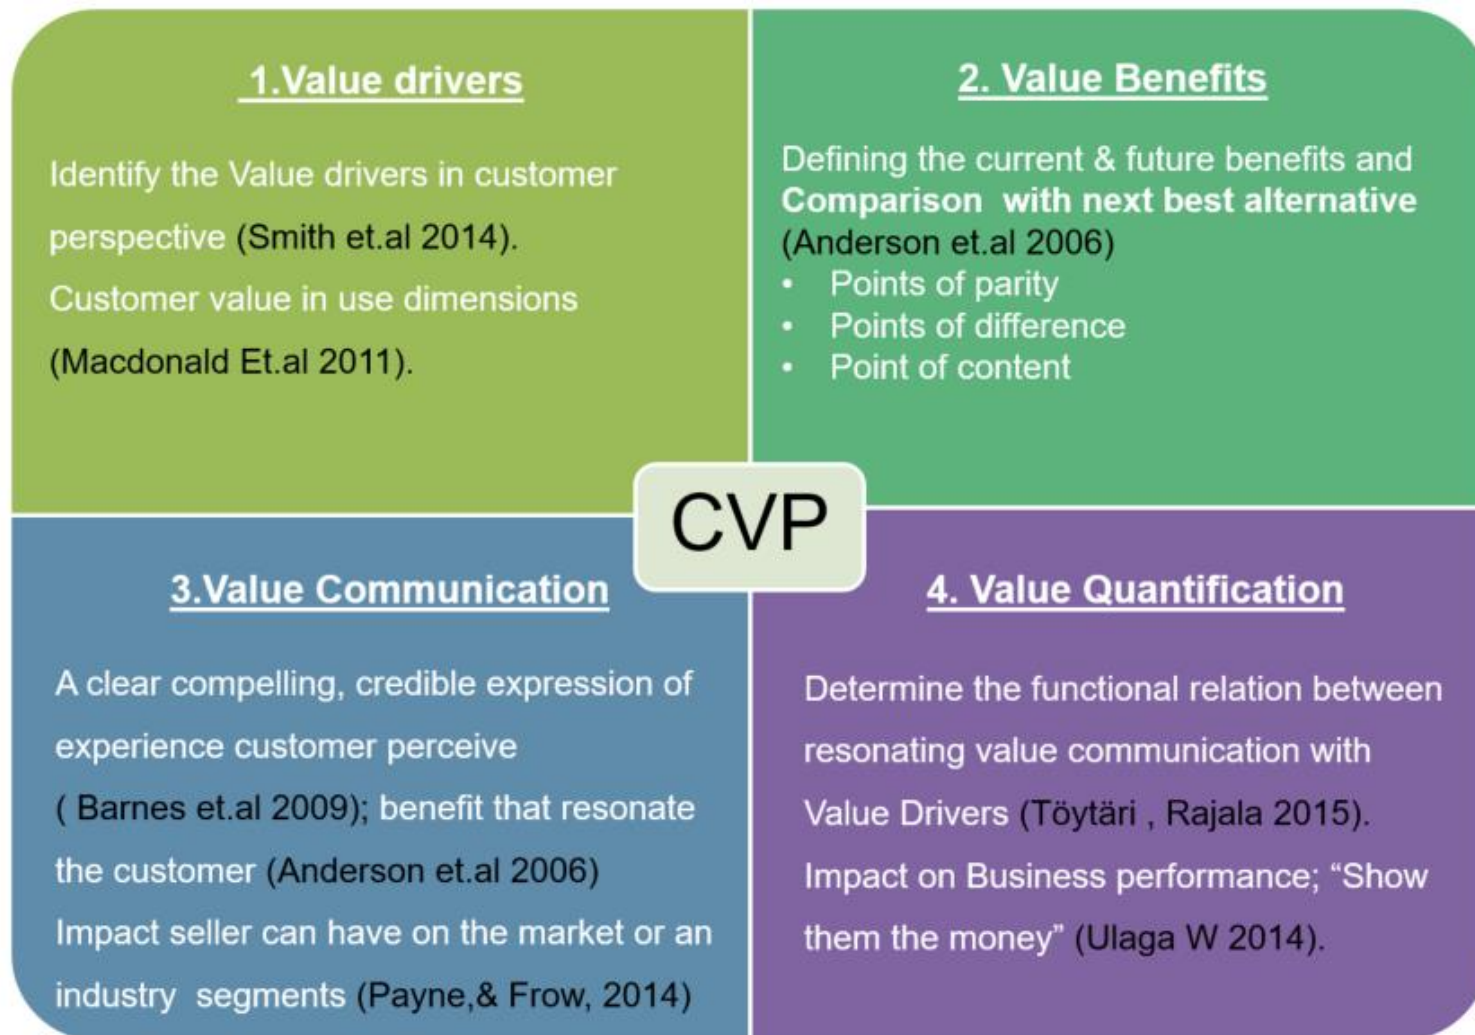 1.Value drivers
Identify the Value drivers in customer
perspective (Smith et.al 2014).
Customer value in use dimensions
(Macdonald Et.al 2011).
2. Value Benefits
Defining the current & future benefits and
Comparison with next best alternative
(Anderson et.al 2006)
• Points of parity
• Points of difference
• Point of content
CVP
3.Value Communication
A clear compelling, credible expression of
experience customer perceive
( Barnes et.al 2009); benefit that resonate
the customer (Anderson et.al 2006)
Impact seller can have on the market or an
industry segments (Payne,& Frow, 2014)
4. Value Quantification
Determine the functional relation between
resonating value communication with
Value Drivers (Töytäri , Rajala 2015).
Impact on Business performance; “Show
them the money” (Ulaga W 2014).